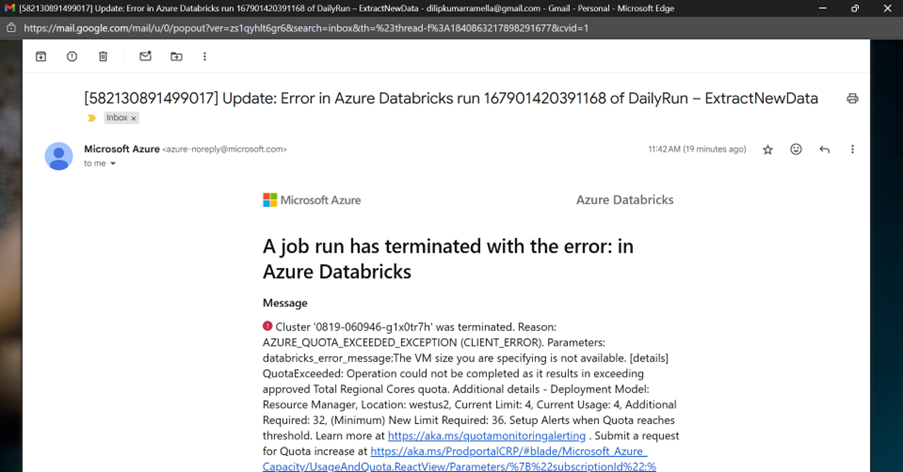 [582130891499017] Update: Error in Azure Databricks run 167901420391168 of DailyRun – ExtractNewData - dilipkumarramella@gmail.com - Gmail - Personal - Microsoft Edge
https://mail.google.com/mail/u/0/popout?ver=zs1qyhlt6gr6&search=inbox&th=%23thread-f%3A1840863217898291677&cvid=1
[582130891499017] Update: Error in Azure Databricks run 167901420391168 of DailyRun – ExtractNewData
Inbox ×
Microsoft Azure <azure-noreply@microsoft.com> 11:42 AM (19 minutes ago)
to me
Microsoft Azure Azure Databricks
A job run has terminated with the error: in
Azure Databricks
Message
Cluster '0819-060946-g1x0tr7h' was terminated. Reason:
AZURE_QUOTA_EXCEEDED_EXCEPTION (CLIENT_ERROR). Parameters:
databricks_error_message:The VM size you are specifying is not available. [details]
QuotaExceeded: Operation could not be completed as it results in exceeding
approved Total Regional Cores quota. Additional details - Deployment Model:
Resource Manager, Location: westus2, Current Limit: 4, Current Usage: 4, Additional
Required: 32, (Minimum) New Limit Required: 36. Setup Alerts when Quota reaches
threshold. Learn more at https://aka.ms/quotamonitoringalerting . Submit a request
for Quota increase at https://aka.ms/ProdportalCRP/#blade/Microsoft_Azure_
Capacity/UsageAndQuota.ReactView/Parameters/%7B%22subscriptionId%22:%